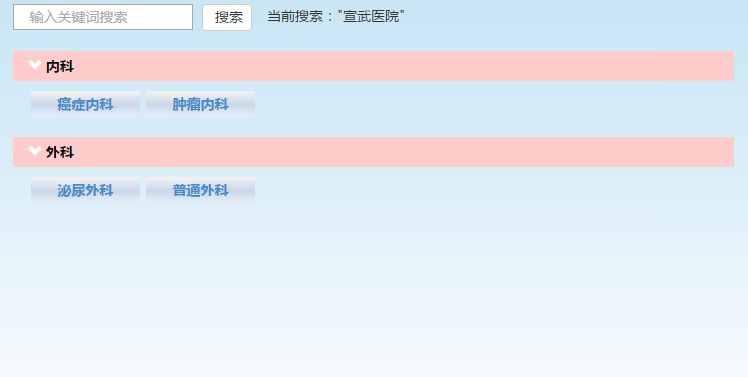 输入关键词搜索 搜索 当前搜索："宣武医院"
内科
癌症内科 肿瘤内科
外科
泌尿外科 普通外科